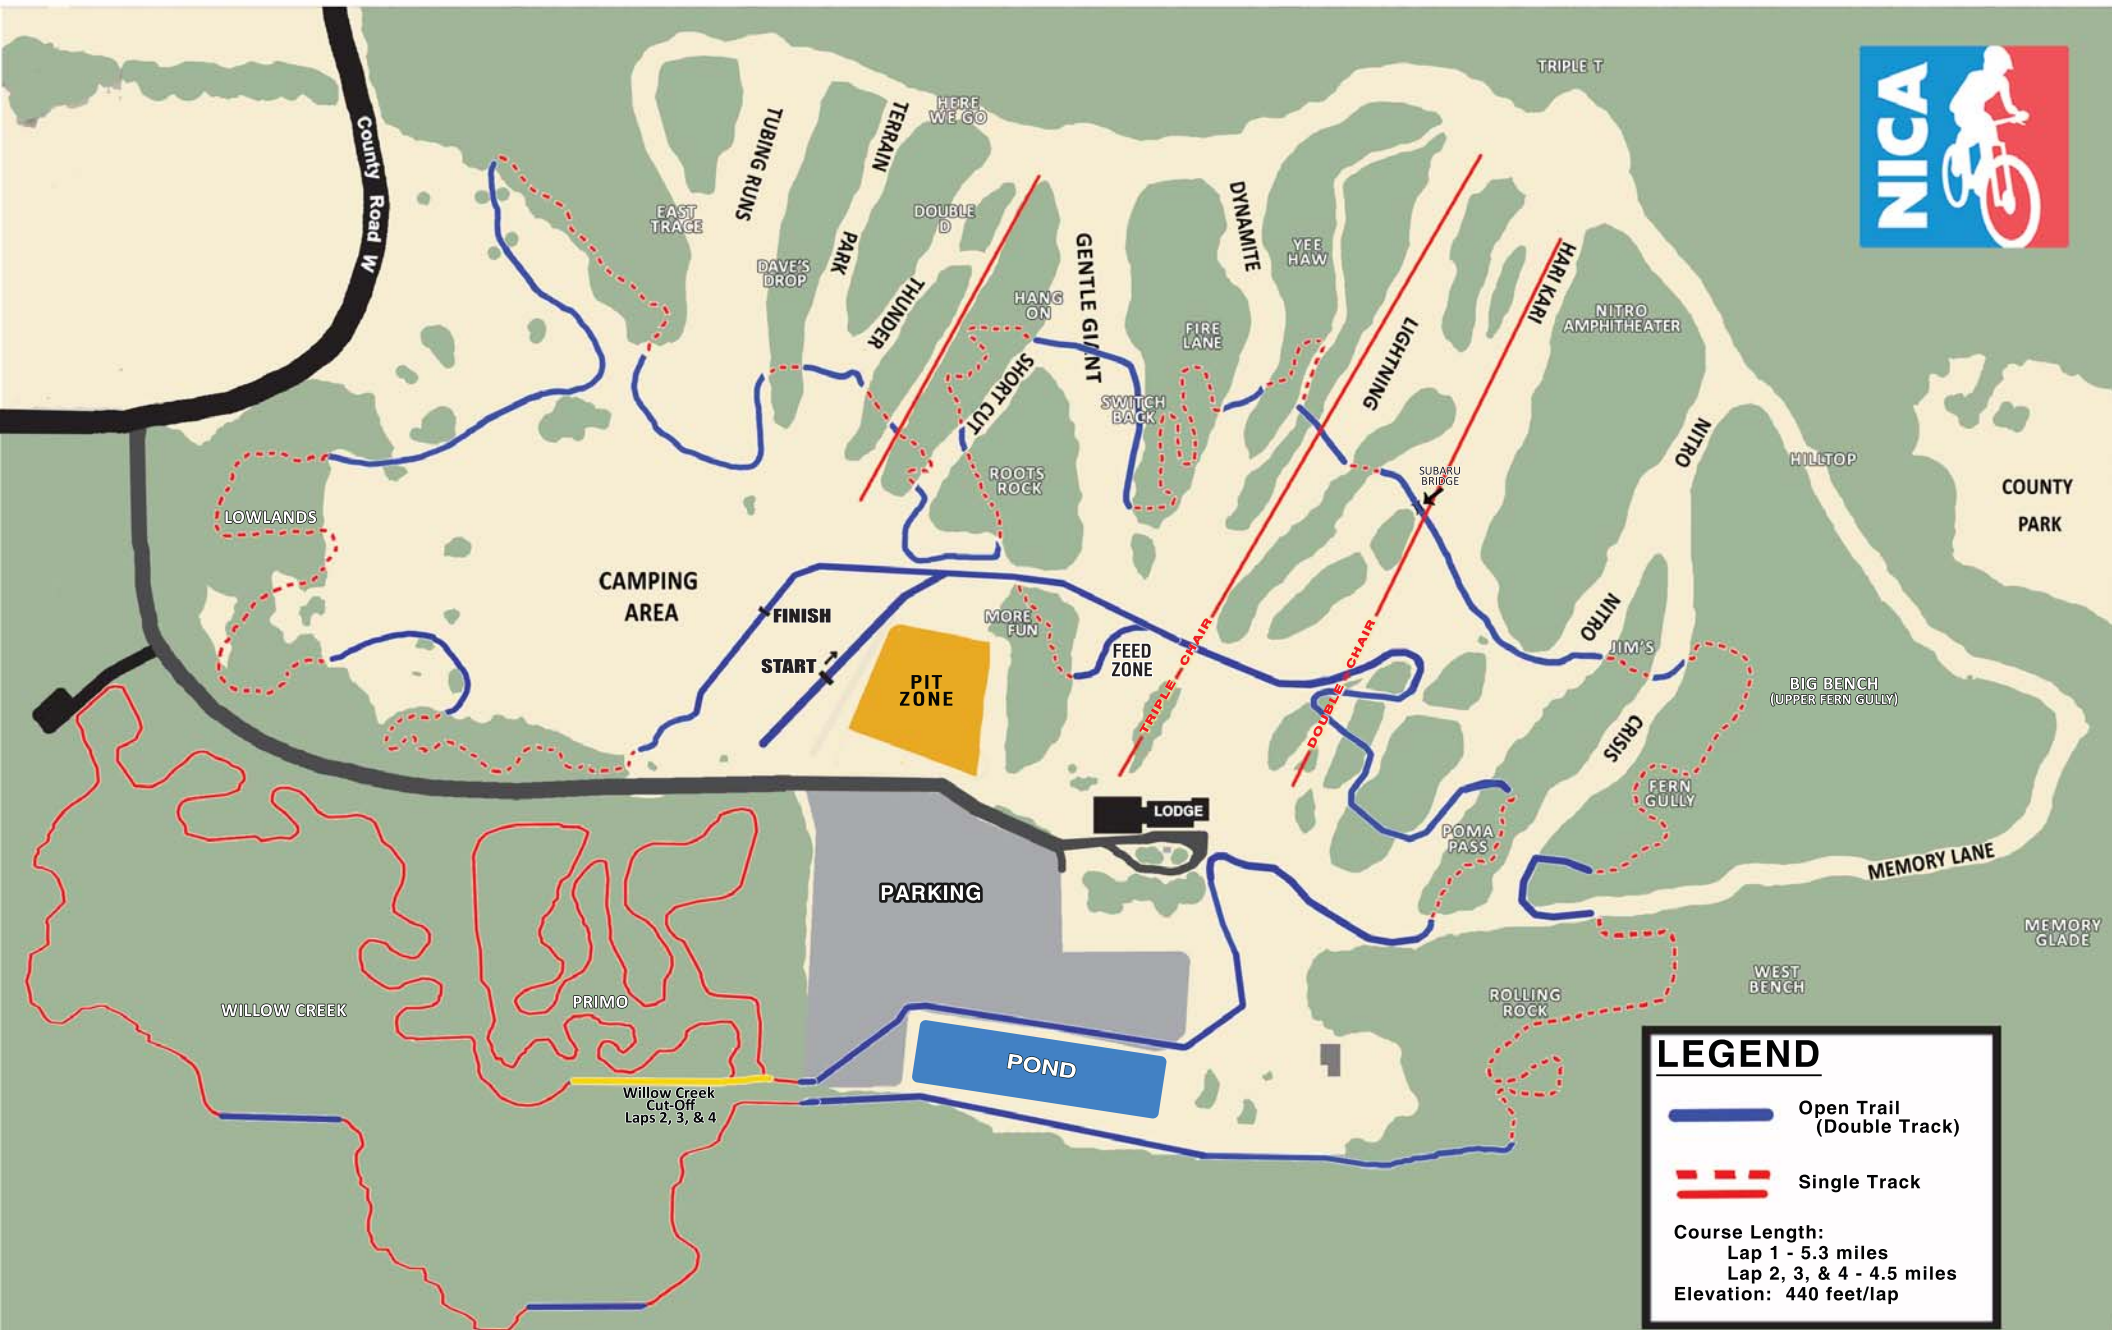 TRIPLE T
NICA
HERE
WE GO
TERRAIN
PARK
TUBING RUNS
County Road W
EAST
TRACE
DOUBLE
D
DAVE'S
DROP
THUNDER
HANG
ON
GENTLE GIANT
DYNAMITE
YEE
HAW
HARI KARI
NITRO
AMPHITHEATER
FIRE
LANE
LIGHTNING
SHORT CUT
SWITCH
BACK
ROOTS
ROCK
SUBARU
BRIDGE
NITRO
HILLTOP
COUNTY
PARK
LOWLANDS
CAMPING
AREA
FINISH
START
MORE
FUN
FEED
ZONE
PIT
ZONE
TRIPLE CHAIR
DOUBLE CHAIR
NITRO
JIM'S
BIG BENCH
(UPPER FERN GULLY)
CRISIS
FERN
GULLY
LODGE
POMA
PASS
MEMORY LANE
PARKING
MEMORY
GLADE
WEST
BENCH
ROLLING
ROCK
WILLOW CREEK
PRIMO
POND
Willow Creek
Cut-Off
Laps 2, 3, & 4
LEGEND
Open Trail
(Double Track)
Single Track
Course Length:
Lap 1 - 5.3 miles
Lap 2, 3, & 4 - 4.5 miles
Elevation: 440 feet/lap